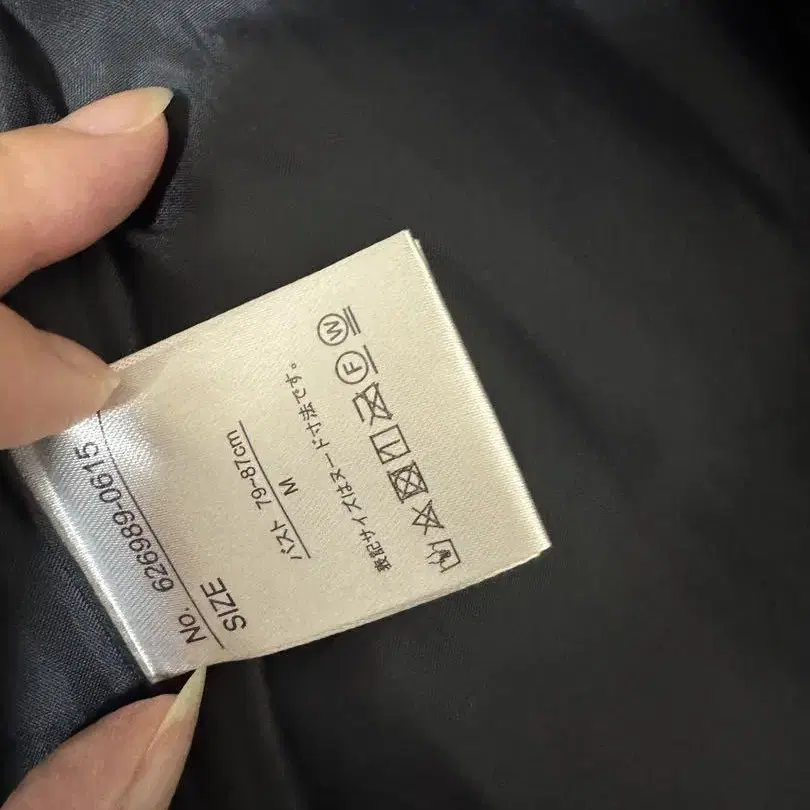 No. 626989-0615
SIZE
バスト 79~87cm
M
表記サイズはヌード寸法です。
F W